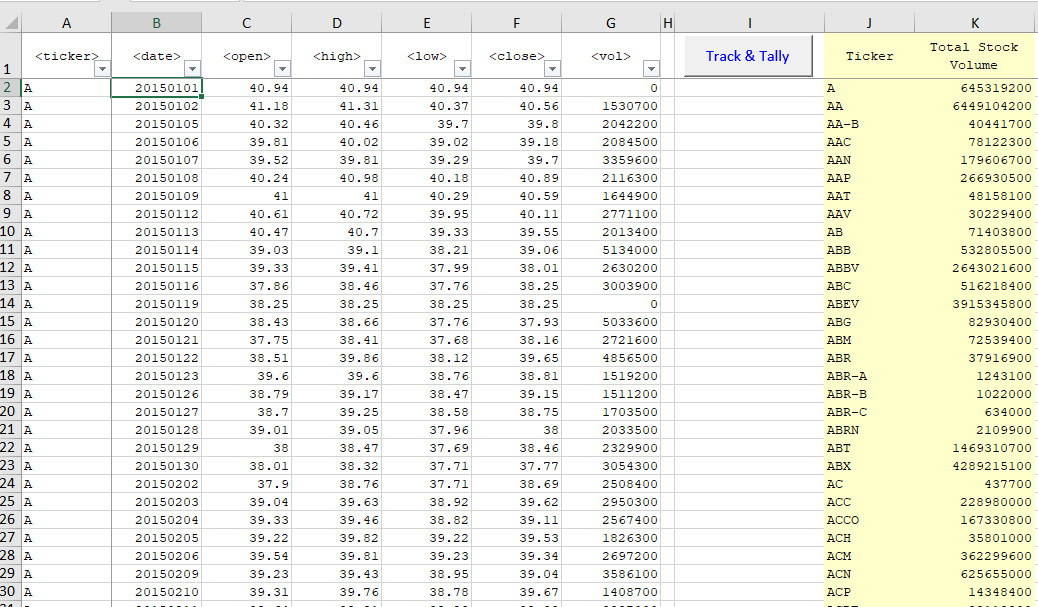 A B C D E F G H I J K
1 <ticker> <date> <open> <high> <low> <close> <vol> Track & Tally Ticker Total Stock Volume
2 A 20150101 40.94 40.94 40.94 40.94 0 A 645319200
3 A 20150102 41.18 41.31 40.37 40.56 1530700 AA 6449104200
4 A 20150105 40.32 40.46 39.7 39.8 2042200 AA-B 40441700
5 A 20150106 39.81 40.02 39.02 39.18 2084500 AAC 78122300
6 A 20150107 39.52 39.81 39.29 39.7 3359600 AAN 179606700
7 A 20150108 40.24 40.98 40.18 40.89 2116300 AAP 266930500
8 A 20150109 41 41 40.29 40.59 1644900 AAT 48158100
9 A 20150112 40.61 40.72 39.95 40.11 2771100 AAV 30229400
10 A 20150113 40.47 40.7 39.33 39.55 2013400 AB 71403800
11 A 20150114 39.03 39.1 38.21 39.06 5134000 ABB 532805500
12 A 20150115 39.33 39.41 37.99 38.01 2630200 ABBV 2643021600
13 A 20150116 37.86 38.46 37.76 38.25 3003900 ABC 516218400
14 A 20150119 38.25 38.25 38.25 38.25 0 ABEV 3915345800
15 A 20150120 38.43 38.66 37.76 37.93 5033600 ABG 82930400
16 A 20150121 37.75 38.41 37.68 38.16 2721600 ABM 72539400
17 A 20150122 38.51 39.86 38.12 39.65 4856500 ABR 37916900
18 A 20150123 39.6 39.6 38.76 38.81 1519200 ABR-A 1243100
19 A 20150126 38.79 39.17 38.47 39.15 1511200 ABR-B 1022000
20 A 20150127 38.7 39.25 38.58 38.75 1703500 ABR-C 634000
21 A 20150128 39.01 39.05 37.96 38 2033500 ABRN 2109900
22 A 20150129 38 38.47 37.69 38.46 2329900 ABT 1469310700
23 A 20150130 38.01 38.32 37.71 37.77 3054300 ABX 4289215100
24 A 20150202 37.9 38.76 37.71 38.69 2508400 AC 437700
25 A 20150203 39.04 39.63 38.92 39.62 2950300 ACC 228980000
26 A 20150204 39.33 39.46 38.82 39.11 2567400 ACCO 167330800
27 A 20150205 39.22 39.82 39.22 39.53 1826300 ACH 35801000
28 A 20150206 39.54 39.81 39.23 39.34 2697200 ACM 362299600
29 A 20150209 39.23 39.43 38.95 39.04 3586100 ACN 625655000
30 A 20150210 39.31 39.76 38.78 39.67 1408700 ACP 14348400